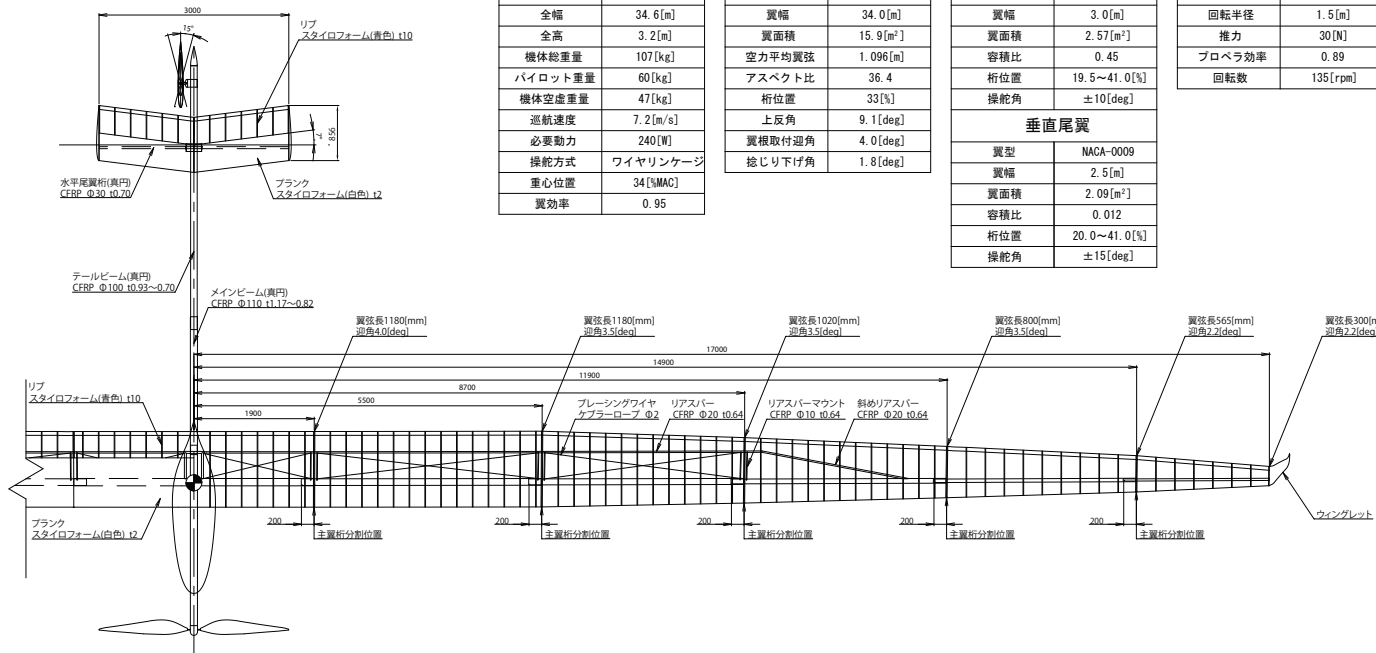 3000
15°
リブ
スタイロフォーム(青色) t10
7°
856
水平尾翼桁(真円)
CFRP Φ30 t0.70
プランク
スタイロフォーム(白色) t2
テールビーム(真円)
CFRP Φ100 t0.93~0.70
メインビーム(真円)
CFRP Φ110 t1.17~0.82
全幅 34.6[m]
全高 3.2[m]
機体総重量 107[kg]
パイロット重量 60[kg]
機体空虚重量 47[kg]
巡航速度 7.2[m/s]
必要動力 240[W]
操舵方式 ワイヤリンケージ
重心位置 34[%MAC]
翼効率 0.95
翼幅 34.0[m]
翼面積 15.9[m²]
空力平均翼弦 1.096[m]
アスペクト比 36.4
桁位置 33[%]
上反角 9.1[deg]
翼根取付迎角 4.0[deg]
捻じり下げ角 1.8[deg]
翼幅 3.0[m]
翼面積 2.57[m²]
容積比 0.45
桁位置 19.5~41.0[%]
操舵角 ±10[deg]
垂直尾翼
翼型 NACA-0009
翼幅 2.5[m]
翼面積 2.09[m²]
容積比 0.012
桁位置 20.0~41.0[%]
操舵角 ±15[deg]
回転半径 1.5[m]
推力 30[N]
プロペラ効率 0.89
回転数 135[rpm]
翼弦長1180[mm]
迎角4.0[deg]
翼弦長1180[mm]
迎角3.5[deg]
翼弦長1020[mm]
迎角3.5[deg]
翼弦長800[mm]
迎角3.5[deg]
翼弦長565[mm]
迎角2.2[deg]
翼弦長300[m
迎角2.2[deg
17000
14900
11900
8700
5500
1900
リブ
スタイロフォーム(青色) t10
ブレーシングワイヤ
ケブラーロープ Φ2
リアスパー
CFRP Φ20 t0.64
リアスパーマウント
CFRP Φ10 t0.64
斜めリアスパー
CFRP Φ20 t0.64
プランク
スタイロフォーム(白色) t2
200
主翼桁分割位置
200
主翼桁分割位置
200
主翼桁分割位置
200
主翼桁分割位置
200
主翼桁分割位置
ウィングレット